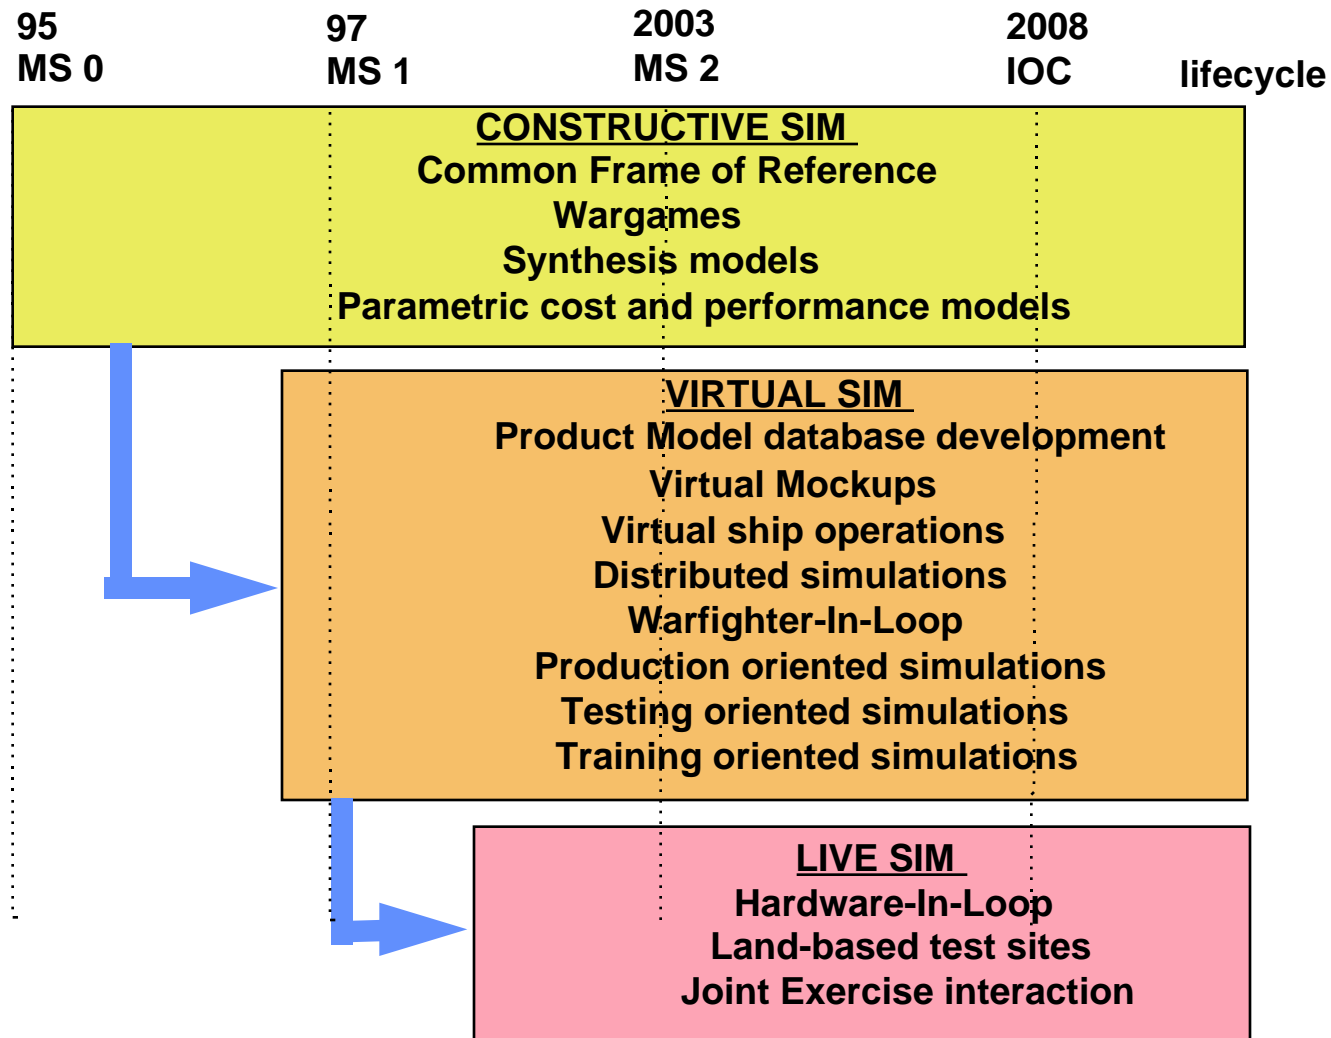 95
MS 0
97
MS 1
2003
MS 2
2008
IOC
lifecycle
CONSTRUCTIVE SIM
Common Frame of Reference
Wargames
Synthesis models
Parametric cost and performance models
VIRTUAL SIM
Product Model database development
Virtual Mockups
Virtual ship operations
Distributed simulations
Warfighter-In-Loop
Production oriented simulations
Testing oriented simulations
Training oriented simulations
LIVE SIM
Hardware-In-Loop
Land-based test sites
Joint Exercise interaction